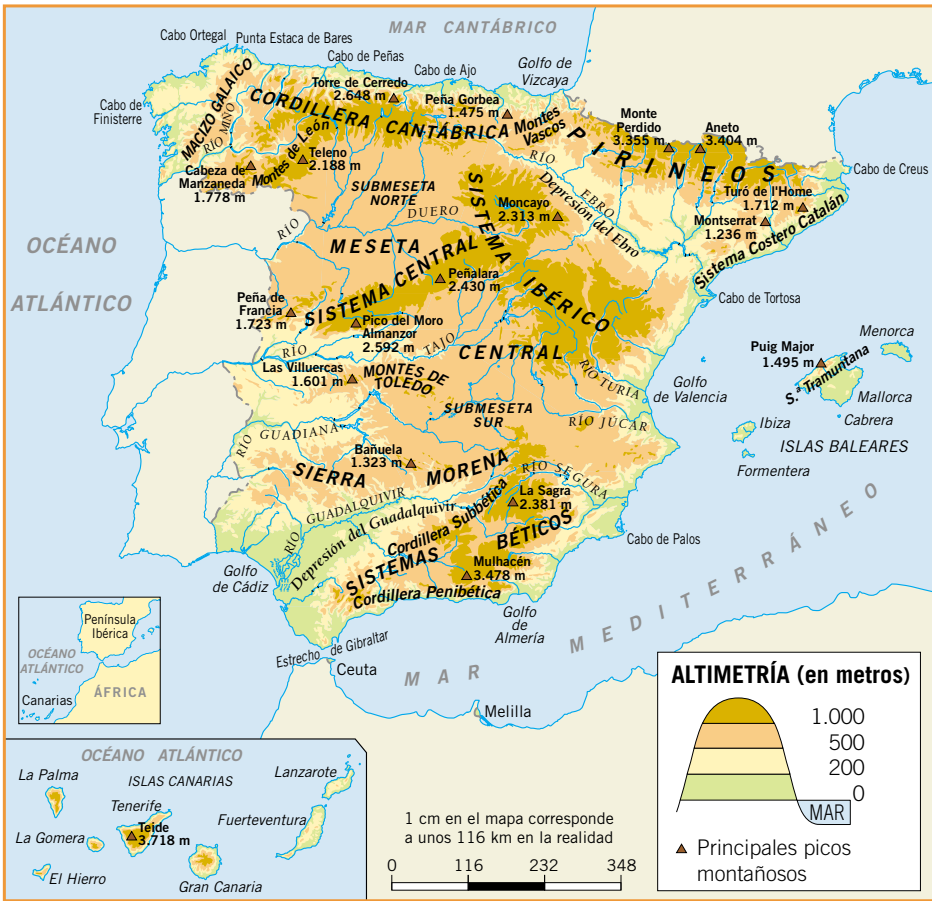 MAR CANTÁBRICO
Cabo Ortegal
Punta Estaca de Bares
Cabo de Peñas
Cabo de Ajo
Golfo de
Vizcaya
Cabo de
Finisterre
MACIZO GALAICO
RÍO MIÑO
Torre de Cerredo
2.648 m
CORDILLERA CANTÁBRICA
Peña Gorbea
1.475 m
Montes
Vascos
Monte
Perdido
3.355 m
Aneto
3.404 m
PIRINEOS
Cabo de Creus
Cabeza de
Manzaneda
1.778 m
Montes de León
Teleno
2.188 m
SUBMESETA
NORTE
RÍO
DUERO
SISTEMA
IBÉRICO
Moncayo
2.313 m
RÍO
EBRO
Depresión del Ebro
Turó de l'Home
1.712 m
Montserrat
1.236 m
Sistema Costero Catalán
Cabo de Tortosa
OCÉANO
ATLÁNTICO
MESETA
CENTRAL
SISTEMA CENTRAL
Peñalara
2.430 m
Peña de
Francia
1.723 m
Pico del Moro
Almanzor
2.592 m
RÍO
TAJO
Las Villuercas
1.601 m
MONTES DE
TOLEDO
RÍO TURIA
Golfo
de Valencia
Puig Major
1.495 m
S.ª Tramuntana
Menorca
Mallorca
Cabrera
Ibiza
ISLAS BALEARES
Formentera
SUBMESETA
SUR
RÍO JÚCAR
RÍO
GUADIANA
Bañuela
1.323 m
SIERRA
MORENA
RÍO SEGURA
La Sagra
2.381 m
RÍO
GUADALQUIVIR
Depresión del Guadalquivir
Cordillera Subbética
SISTEMAS
BÉTICOS
Cabo de Palos
Mulhacén
3.478 m
Cordillera Penibética
Golfo
de Cádiz
Golfo
de
Almería
Estrecho de Gibraltar
Ceuta
Melilla
MAR MEDITERRÁNEO
Península
Ibérica
OCÉANO
ATLÁNTICO
Canarias
ÁFRICA
OCÉANO ATLÁNTICO
ISLAS CANARIAS
La Palma
Tenerife
Teide
3.718 m
La Gomera
El Hierro
Gran Canaria
Lanzarote
Fuerteventura
1 cm en el mapa corresponde
a unos 116 km en la realidad
0 116 232 348
ALTIMETRÍA (en metros)
1.000
500
200
0
MAR
Principales picos
montañosos